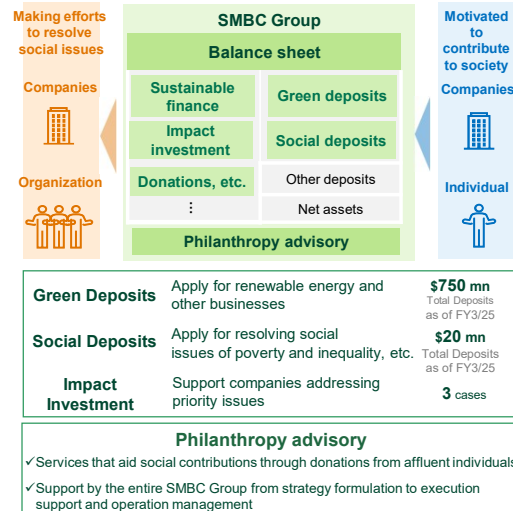 Making efforts
to resolve
social issues
Companies
Organization
SMBC Group
Balance sheet
Sustainable
finance
Impact
investment
Donations, etc.
⋮
Green deposits
Social deposits
Other deposits
Net assets
Philanthropy advisory
Motivated
to
contribute
to society
Companies
Individual
Green Deposits
Apply for renewable energy and
other businesses
$750 mn
Total Deposits
as of FY3/25
Social Deposits
Apply for resolving social
issues of poverty and inequality, etc.
$20 mn
Total Deposits
as of FY3/25
Impact
Investment
Support companies addressing
priority issues
3 cases
Philanthropy advisory
✓Services that aid social contributions through donations from affluent individuals
✓Support by the entire SMBC Group from strategy formulation to execution
support and operation management